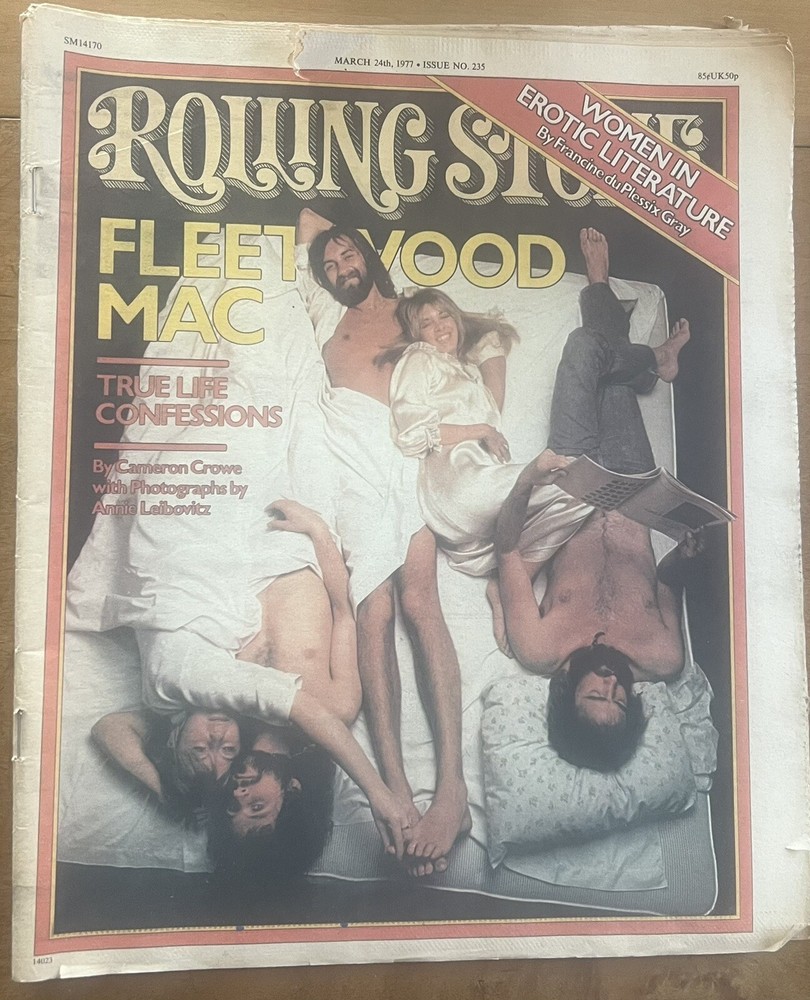 SM14170
MARCH 24th, 1977 • ISSUE NO. 235
85¢UK50p
ROLLING STONE
WOMEN IN
EROTIC LITERATURE
By Francine du Plessix Gray
FLEETWOOD
MAC
TRUE LIFE
CONFESSIONS
By Cameron Crowe
with Photographs by
Annie Leibovitz
14023